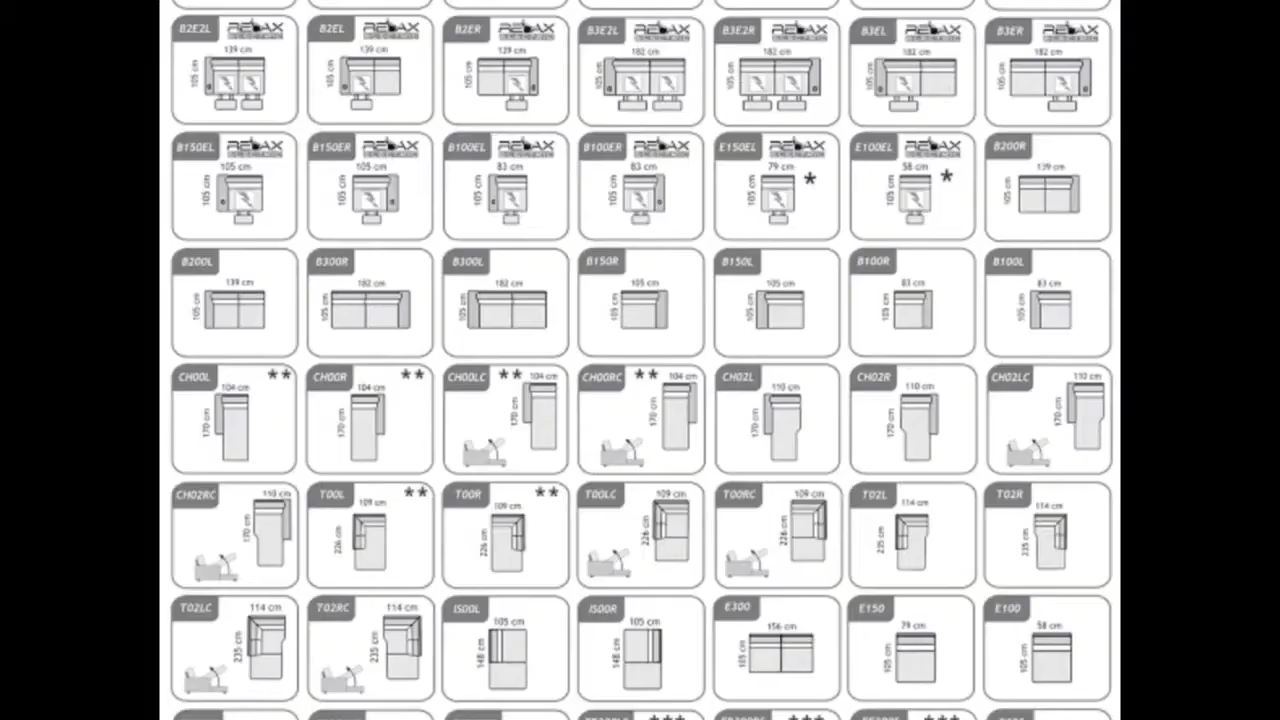 B2E2L RELAX B2EL RELAX B2ER RELAX B3E2L RELAX B3E2R RELAX B3EL RELAX B3ER RELAX
139 cm 139 cm 139 cm 182 cm 182 cm 182 cm 182 cm
105 cm 105 cm 105 cm 105 cm 105 cm 105 cm 105 cm
B150EL RELAX B150ER RELAX B100EL RELAX B100ER RELAX E150EL RELAX E100EL RELAX B200R
105 cm 105 cm 83 cm 83 cm 79 cm * 58 cm * 139 cm
105 cm 105 cm 105 cm 105 cm 105 cm 105 cm 105 cm
B200L B300R B300L B150R B150L B100R B100L
139 cm 182 cm 182 cm 105 cm 105 cm 83 cm 83 cm
105 cm 105 cm 105 cm 105 cm 105 cm 105 cm 105 cm
CH00L ** CH00R ** CH00LC ** CH00RC ** CH02L CH02R CH02LC
104 cm 104 cm 104 cm 104 cm 110 cm 110 cm 110 cm
170 cm 170 cm 170 cm 170 cm 170 cm 170 cm 170 cm
CH02RC T00L ** T00R ** T00LC T00RC T02L T02R
110 cm 109 cm 109 cm 109 cm 109 cm 114 cm 114 cm
170 cm 226 cm 226 cm 226 cm 226 cm 235 cm 235 cm
T02LC T02RC IS00L IS00R E300 E150 E100
114 cm 114 cm 105 cm 105 cm 156 cm 79 cm 58 cm
235 cm 235 cm 148 cm 148 cm 105 cm 105 cm 105 cm
*** *** ***